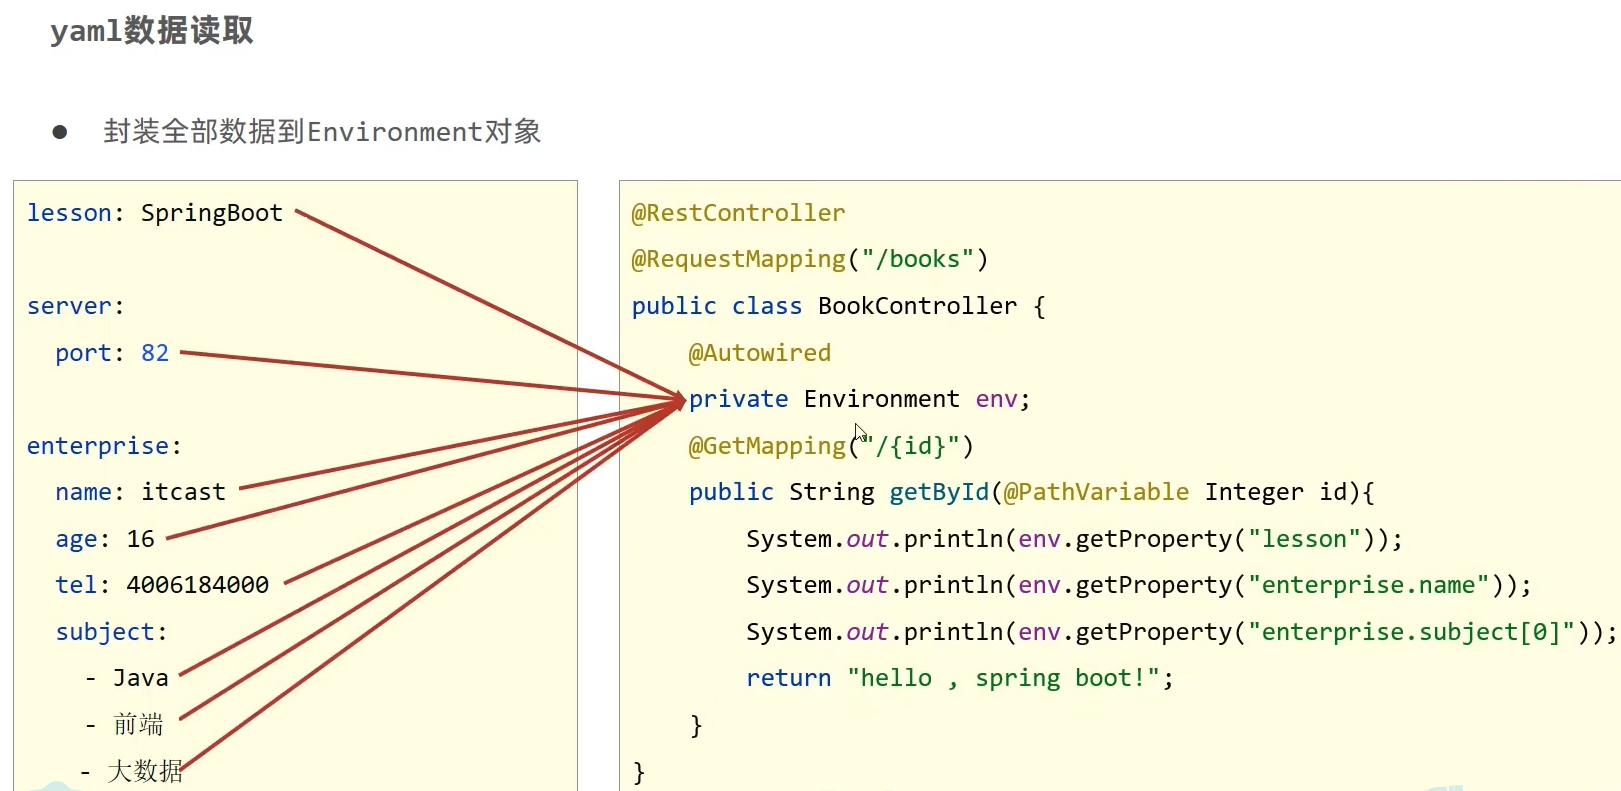 yaml数据读取
● 封装全部数据到Environment对象
lesson: SpringBoot
server:
  port: 82
enterprise:
  name: itcast
  age: 16
  tel: 4006184000
  subject:
    - Java
    - 前端
    - 大数据
@RestController
@RequestMapping("/books")
public class BookController {
    @Autowired
    private Environment env;
    @GetMapping("/{id}")
    public String getById(@PathVariable Integer id){
        System.out.println(env.getProperty("lesson"));
        System.out.println(env.getProperty("enterprise.name"));
        System.out.println(env.getProperty("enterprise.subject[0]"));
        return "hello , spring boot!";
    }
}